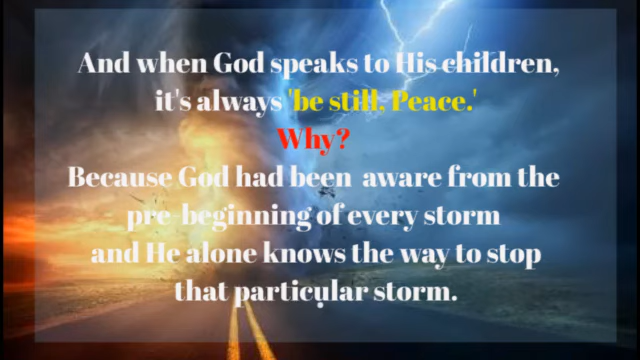 And when God speaks to His children,
it's always 'be still, Peace.'
Why?
Because God had been aware from the
pre-beginning of every storm
and He alone knows the way to stop
that particular storm.